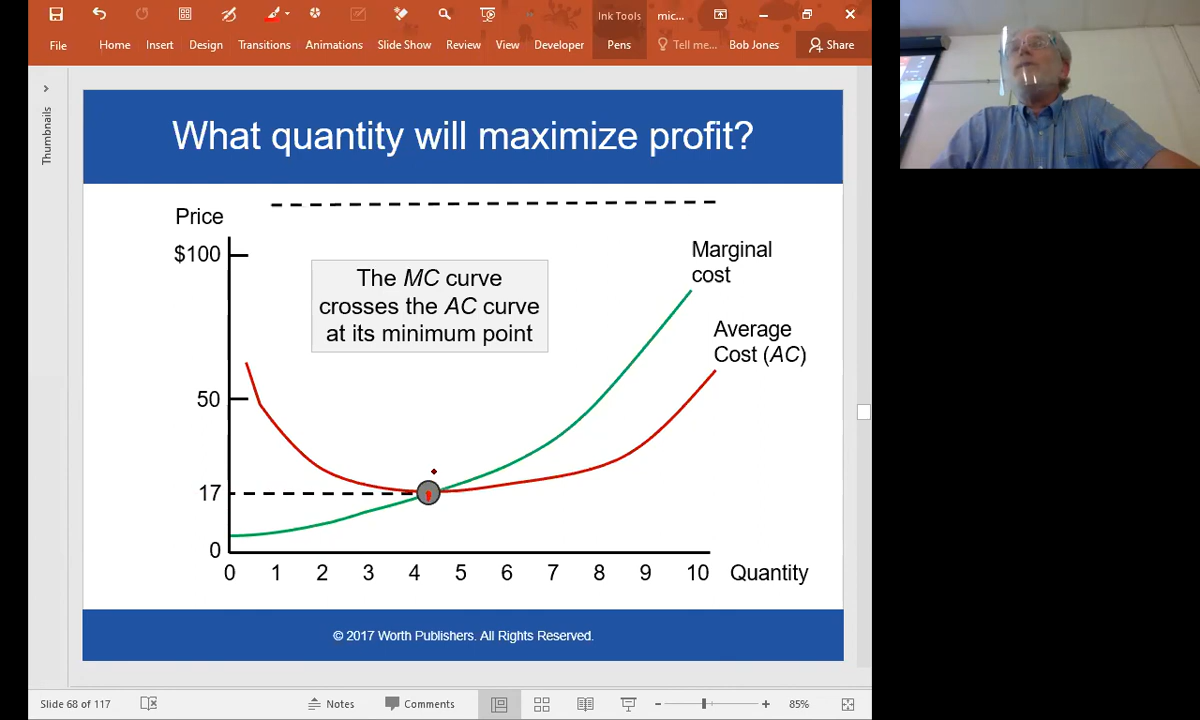 Ink Tools
mic...
File
Home
Insert
Design
Transitions
Animations
Slide Show
Review
View
Developer
Pens
Tell me...
Bob Jones
Share
Thumbnails
What quantity will maximize profit?
Price
$100
The MC curve
crosses the AC curve
at its minimum point
Marginal
cost
Average
Cost (AC)
50
17
0
0 1 2 3 4 5 6 7 8 9 10 Quantity
© 2017 Worth Publishers. All Rights Reserved.
Slide 68 of 117
Notes
Comments
85%